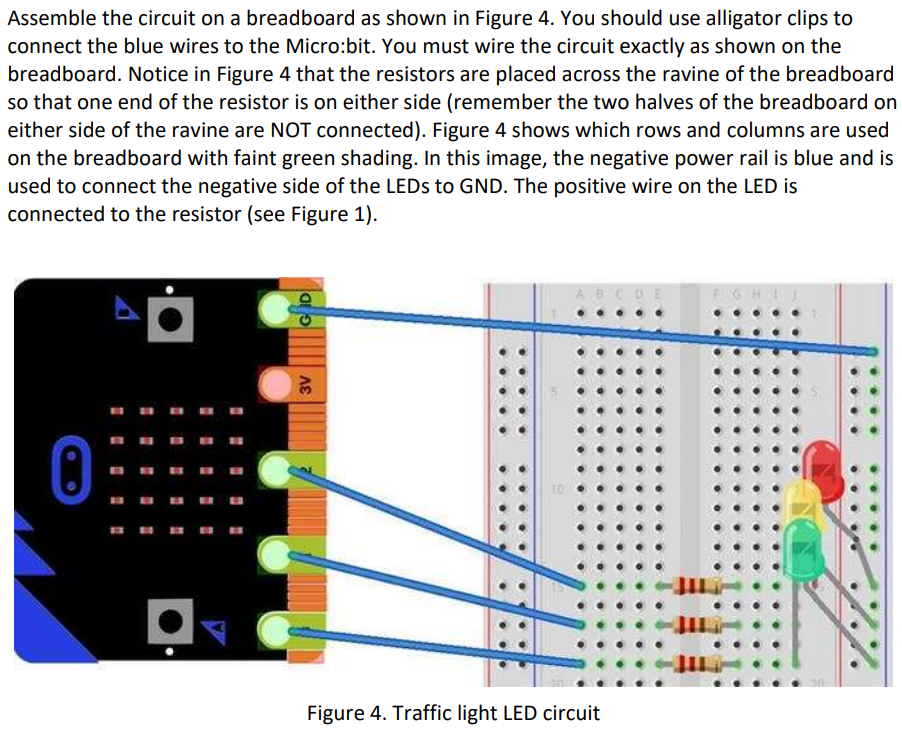 Assemble the circuit on a breadboard as shown in Figure 4. You should use alligator clips to
connect the blue wires to the Micro:bit. You must wire the circuit exactly as shown on the
breadboard. Notice in Figure 4 that the resistors are placed across the ravine of the breadboard
so that one end of the resistor is on either side (remember the two halves of the breadboard on
either side of the ravine are NOT connected). Figure 4 shows which rows and columns are used
on the breadboard with faint green shading. In this image, the negative power rail is blue and is
used to connect the negative side of the LEDs to GND. The positive wire on the LED is
connected to the resistor (see Figure 1).
GND
A B C D E F G H I J
1 1
3V
5 5
2
10
15 15
20 20
A
Figure 4. Traffic light LED circuit